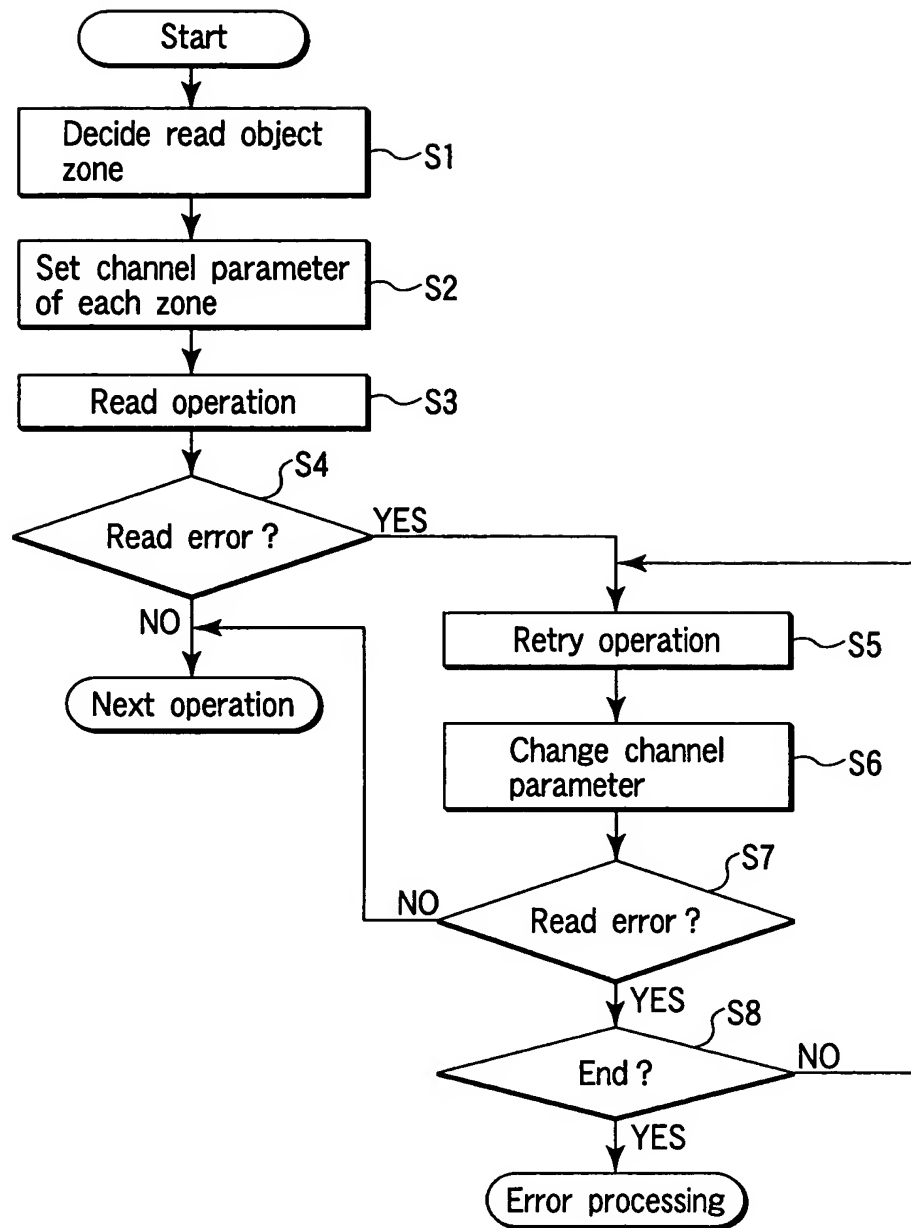 Start
Decide read object
zone
S1
Set channel parameter
of each zone
S2
Read operation
S3
S4
Read error?
YES
NO
Next operation
Retry operation
S5
Change channel
parameter
S6
S7
Read error?
NO
YES
S8
End?
NO
YES
Error processing